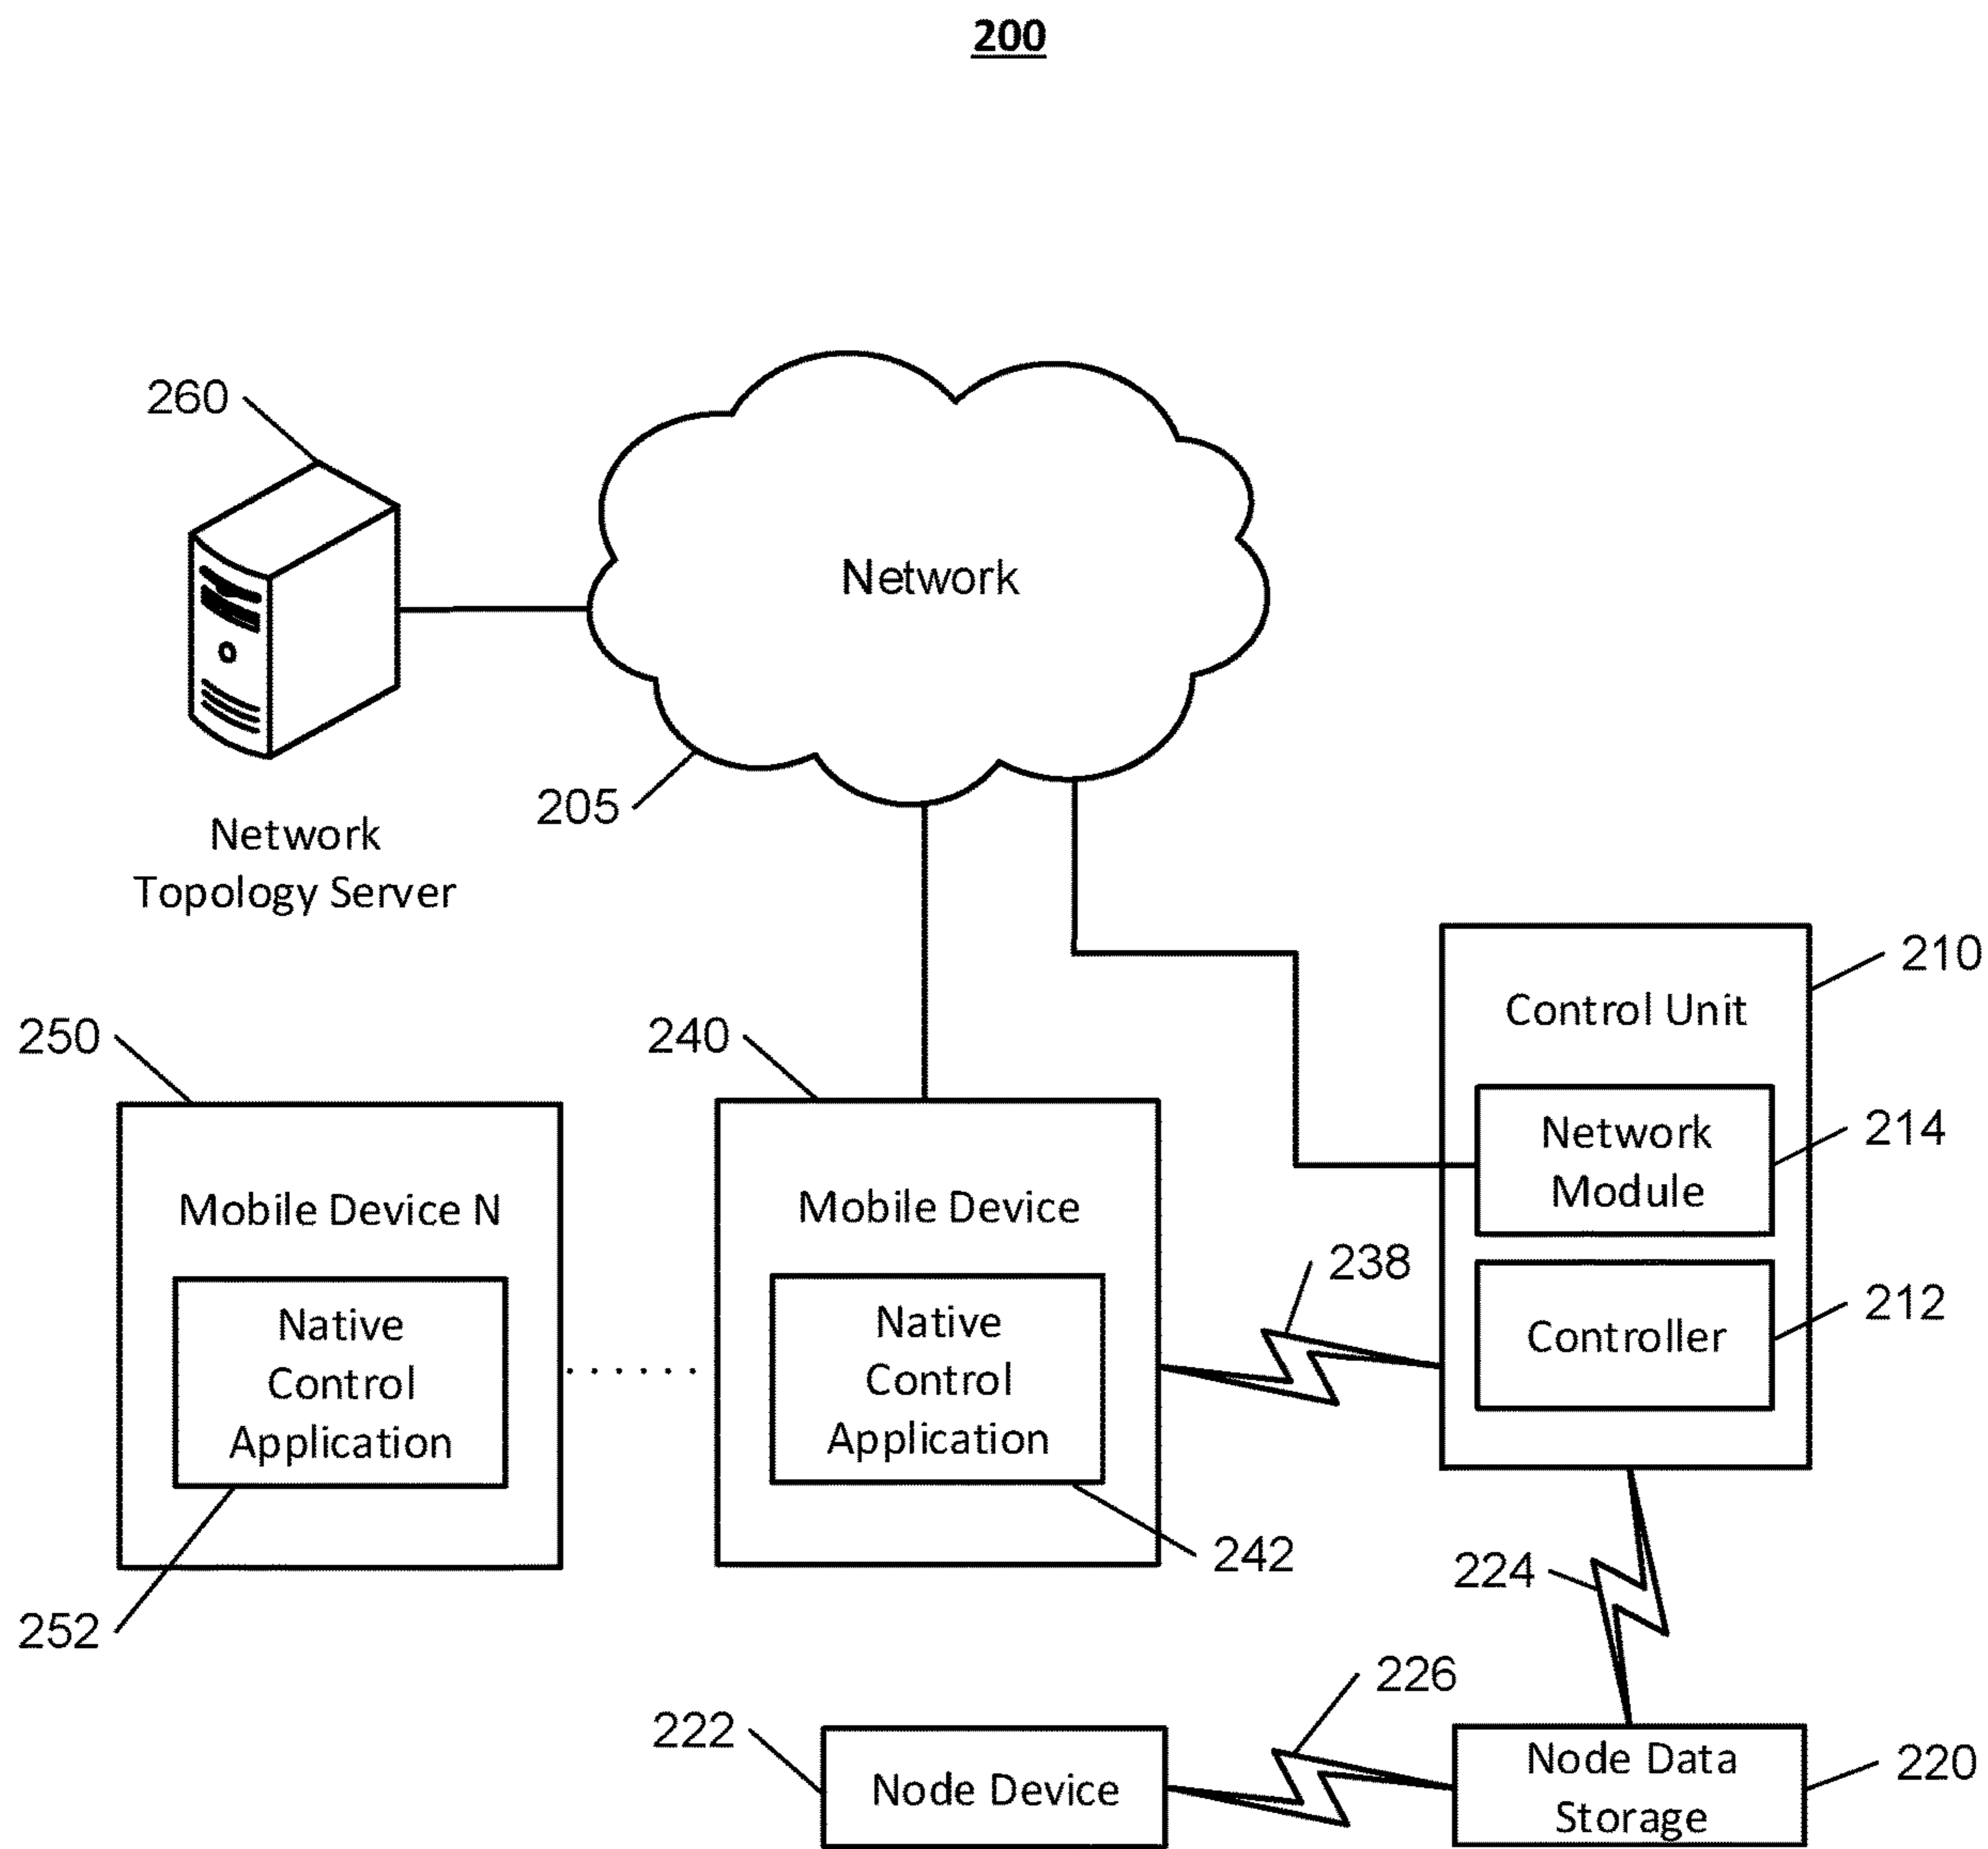 200
260
Network
205
Network
Topology Server
210
Control Unit
250
240
Network
Module
214
Mobile Device N
Mobile Device
238
Controller
212
Native
Control
Application
Native
Control
Application
242
224
252
226
222
Node Device
Node Data
Storage
220